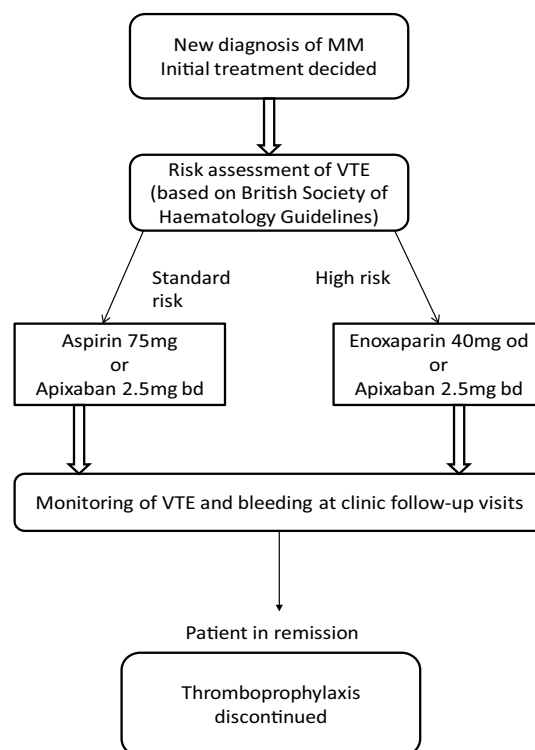 New diagnosis of MM
Initial treatment decided
Risk assessment of VTE
(based on British Society of
Haematology Guidelines)
Standard
risk
High risk
Aspirin 75mg
or
Apixaban 2.5mg bd
Enoxaparin 40mg od
or
Apixaban 2.5mg bd
Monitoring of VTE and bleeding at clinic follow-up visits
Patient in remission
Thromboprophylaxis
discontinued